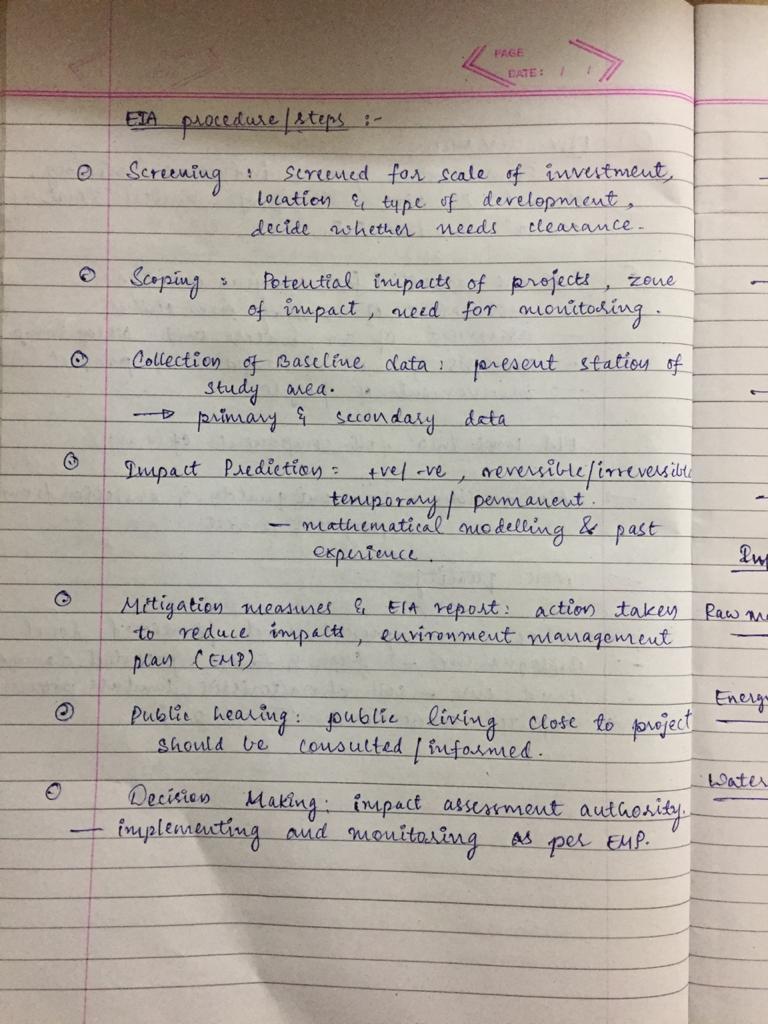 PAGE
DATE: / /
EIA procedure/steps :-
Screening : screened for scale of investment,
location & type of development,
decide whether needs clearance.
Scoping : Potential impacts of projects, zone
of impact, need for monitoring.
Collection of Baseline data : present station of
study area.
→ primary & secondary data
Impact Prediction = +ve/ -ve, reversible/irreversible
temporary/ permanent.
— mathematical modelling & past
experience.
Mitigation measures & EIA report : action taken
to reduce impacts, environment management
plan (EMP)
Public hearing : public living close to project
should be consulted/informed.
Decision Making : impact assessment authority.
— implementing and monitoring as per EMP.
Raw
Energy
Water